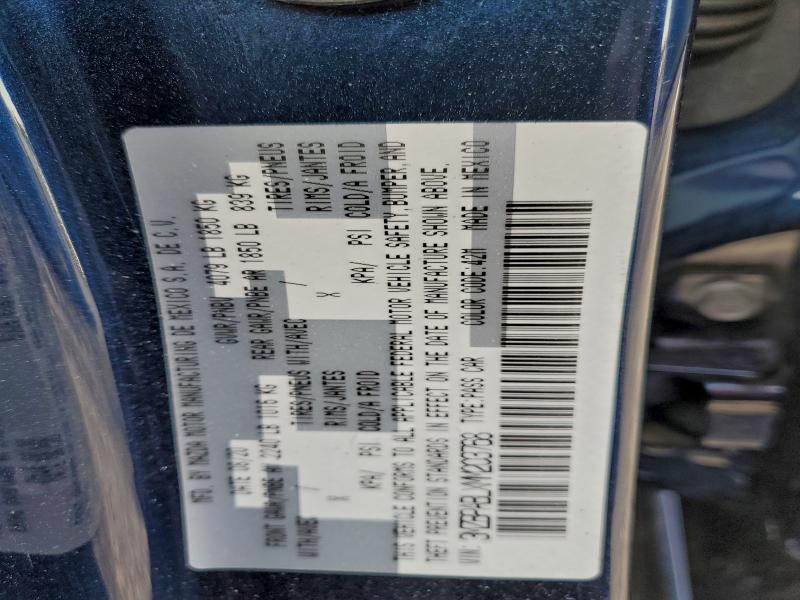 MFD. BY MAZDA MOTOR MANUFACTURING DE MEXICO S.A. DE C.V.
DATE 08/20 GVWR/PNBV 4079 LB 1850 KG
FRONT GAWR/PNBE AV 2240 LB 1016 KG REAR GAWR/PNBE AR 1850 LB 839 KG
WITH/AVEC TIRES/PNEUS WITH/AVEC / TIRES/PNEUS
X RIMS/JANTES X RIMS/JANTES
KPA/ PSI COLD/A FROID KPA/ PSI COLD/A FROID
THIS VEHICLE CONFORMS TO ALL APPLICABLE FEDERAL MOTOR VEHICLE SAFETY, BUMPER, AND
THEFT PREVENTION STANDARDS IN EFFECT ON THE DATE OF MANUFACTURE SHOWN ABOVE.
VIN: TYPE:PASS CAR COLOR CODE:42M MADE IN MEXICO